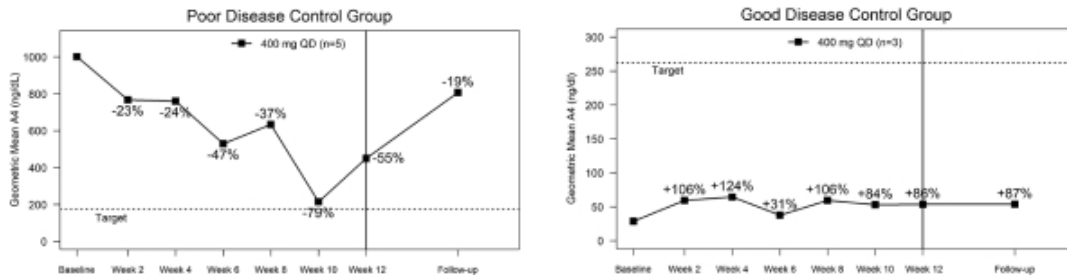 Poor Disease Control Group
400 mg QD (n=5)
Geometric Mean A4 (ng/dL)
1000
800
600
400
200
0
-23%
-24%
-47%
-37%
-79%
-55%
-19%
Target
Baseline Week 2 Week 4 Week 6 Week 8 Week 10 Week 12 Follow-up
Good Disease Control Group
400 mg QD (n=3)
Geometric Mean A4 (ng/dl)
300
250
200
150
100
50
0
Target
+106%
+124%
+31%
+106%
+84%
+86%
+87%
Baseline Week 2 Week 4 Week 6 Week 8 Week 10 Week 12 Follow-up